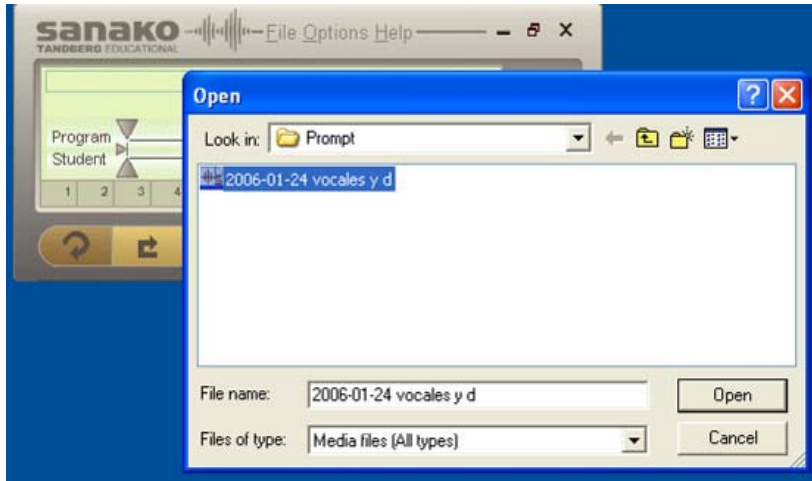 sanako File Options Help
TANDBERG EDUCATIONAL
Open
Program
Student
1 2 3 4
Look in: Prompt
2006-01-24 vocales y d
File name: 2006-01-24 vocales y d Open
Files of type: Media files (All types) Cancel